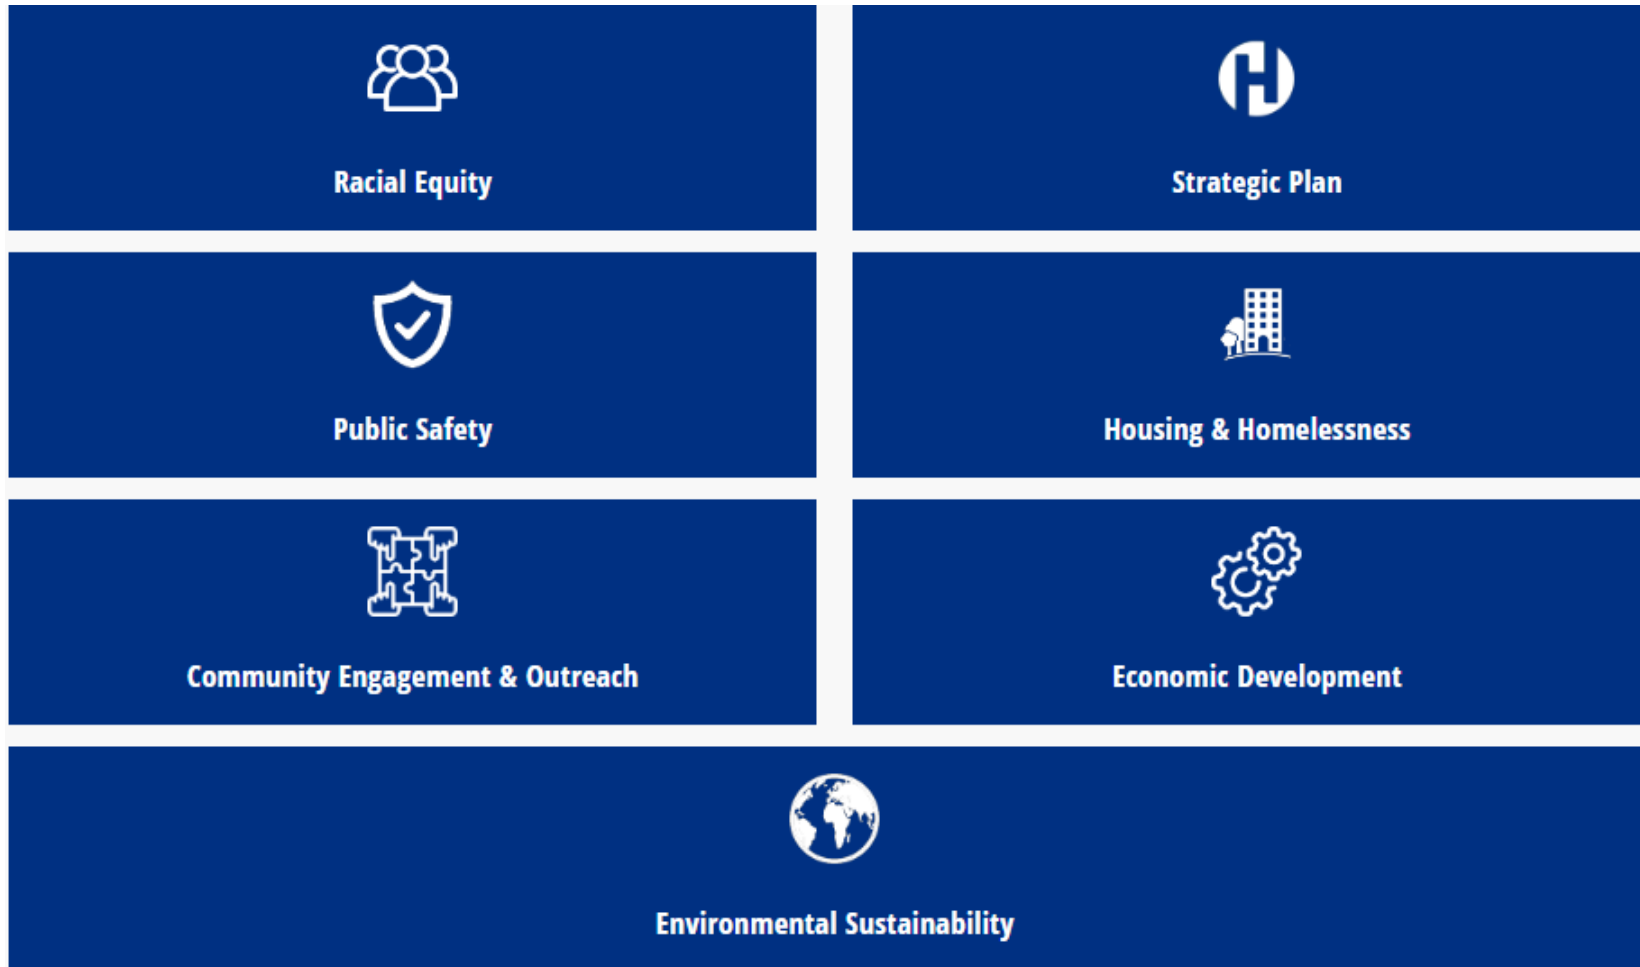 Racial Equity
Strategic Plan
Public Safety
Housing & Homelessness
Community Engagement & Outreach
Economic Development
Environmental Sustainability